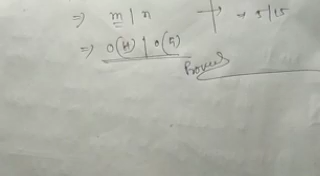 ⇒ m | n
⇒ O(H) | O(G)
Proved